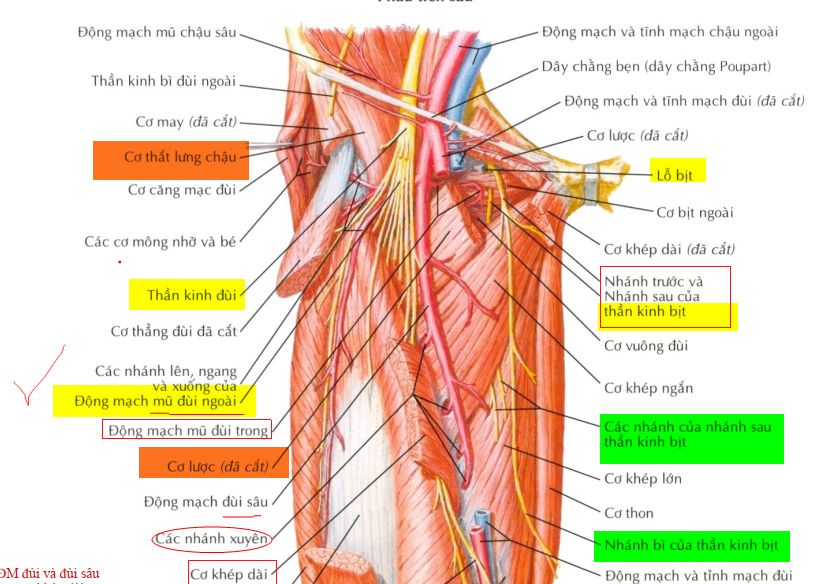 Động mạch mũ chậu sâu
Thần kinh bì đùi ngoài
Cơ may (đã cắt)
Cơ thắt lưng chậu
Cơ căng mạc đùi
Các cơ mông nhỡ và bé
Thần kinh đùi
Cơ thẳng đùi đã cắt
Các nhánh lên, ngang
và xuống của
Động mạch mũ đùi ngoài
Động mạch mũ đùi trong
Cơ lược (đã cắt)
Động mạch đùi sâu
Các nhánh xuyên
ĐM đùi và đùi sâu
Cơ khép dài
Động mạch và tĩnh mạch chậu ngoài
Dây chằng bẹn (dây chằng Poupart)
Động mạch và tĩnh mạch đùi (đã cắt)
Cơ lược (đã cắt)
Lỗ bịt
Cơ bịt ngoài
Cơ khép dài (đã cắt)
Nhánh trước và
Nhánh sau của
thần kinh bịt
Cơ vuông đùi
Cơ khép ngắn
Các nhánh của nhánh sau
thần kinh bịt
Cơ khép lớn
Cơ thon
Nhánh bì của thần kinh bịt
Động mạch và tỉnh mạch đùi